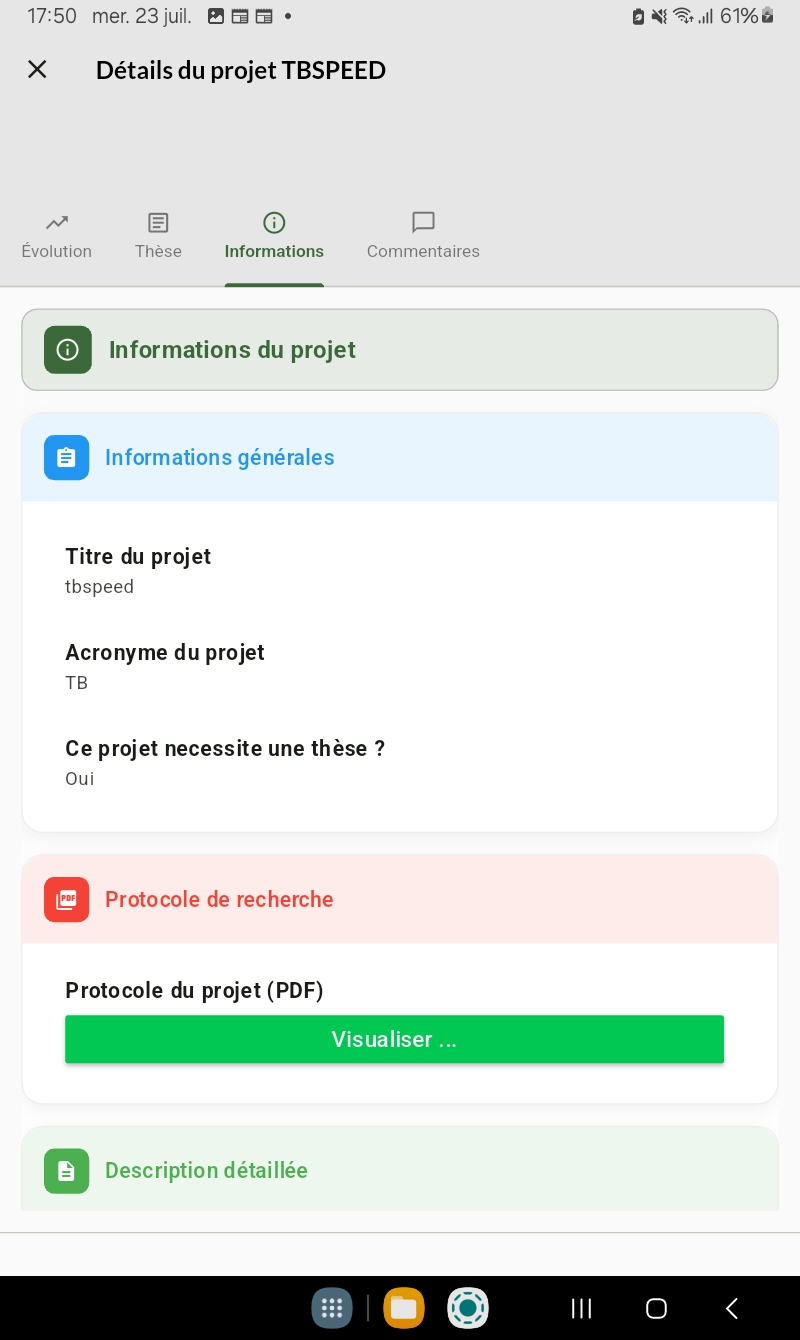 17:50 mer. 23 juil. 61%
Détails du projet TBSPEED
Évolution Thèse Informations Commentaires
Informations du projet
Informations générales
Titre du projet
tbspeed
Acronyme du projet
TB
Ce projet necessite une thèse ?
Oui
PDF Protocole de recherche
Protocole du projet (PDF)
Visualiser ...
Description détaillée